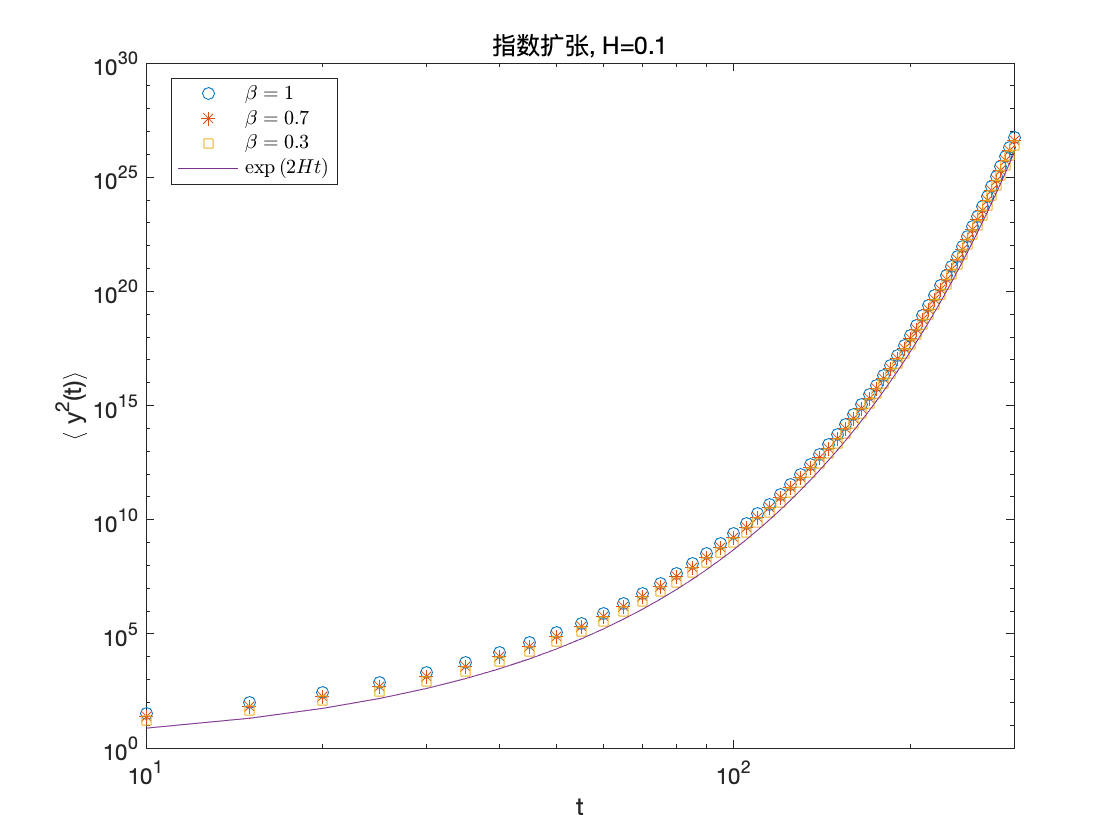 指数扩张, H=0.1
10^30
10^25
10^20
10^15
10^10
10^5
10^0
⟨ y^2(t)⟩
β = 1
β = 0.7
β = 0.3
exp (2Ht)
10^1
10^2
t